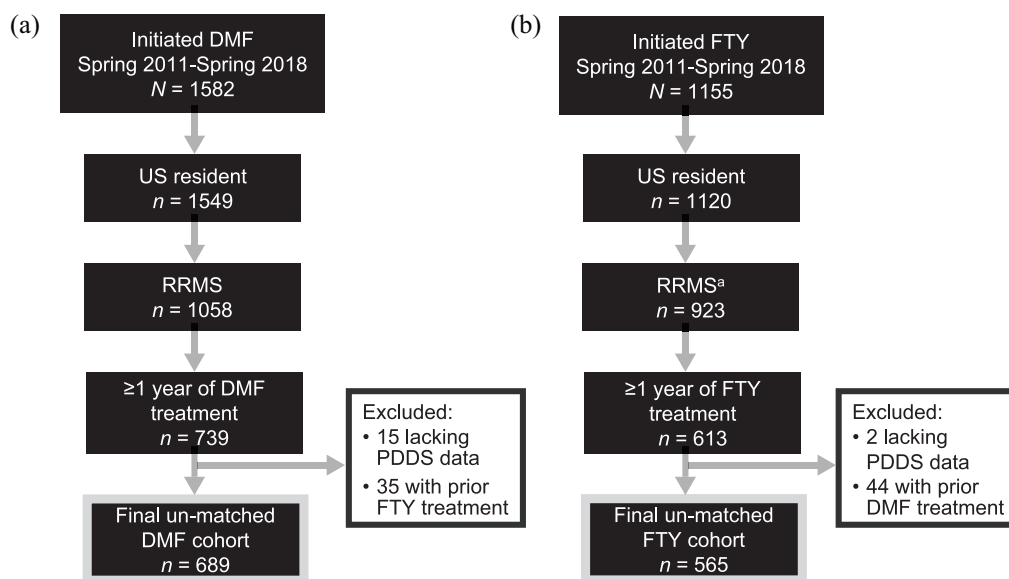 (a)
Initiated DMF
Spring 2011-Spring 2018
N = 1582
US resident
n = 1549
RRMS
n = 1058
≥1 year of DMF
treatment
n = 739
Excluded:
• 15 lacking
PDDS data
• 35 with prior
FTY treatment
Final un-matched
DMF cohort
n = 689
(b)
Initiated FTY
Spring 2011-Spring 2018
N = 1155
US resident
n = 1120
RRMSᵃ
n = 923
≥1 year of FTY
treatment
n = 613
Excluded:
• 2 lacking
PDDS data
• 44 with prior
DMF treatment
Final un-matched
FTY cohort
n = 565